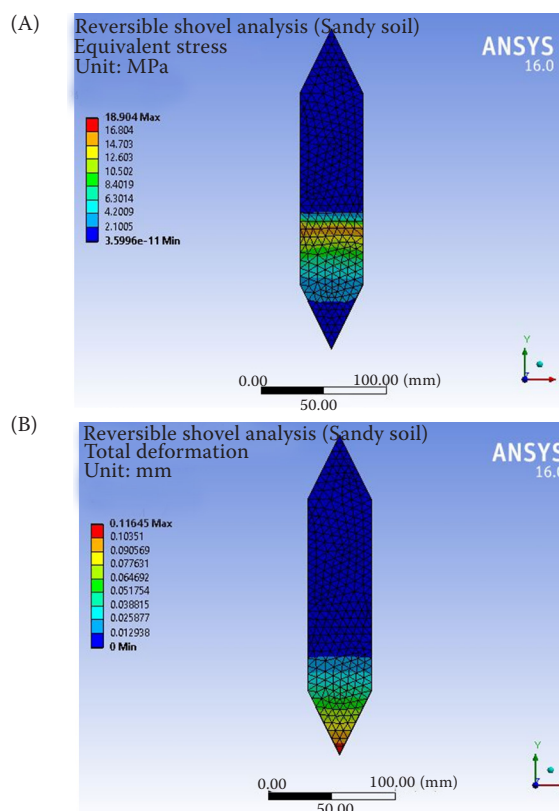 (A)
Reversible shovel analysis (Sandy soil)
Equivalent stress
Unit: MPa
ANSYS
16.0
18.904 Max
16.804
14.703
12.603
10.502
8.4019
6.3014
4.2009
2.1005
3.5996e-11 Min
Y
0.00 100.00 (mm)
50.00
(B)
Reversible shovel analysis (Sandy soil)
Total deformation
Unit: mm
ANSYS
16.0
0.11645 Max
0.10351
0.090569
0.077631
0.064692
0.051754
0.038815
0.025877
0.012938
0 Min
Y
0.00 100.00 (mm)
50.00